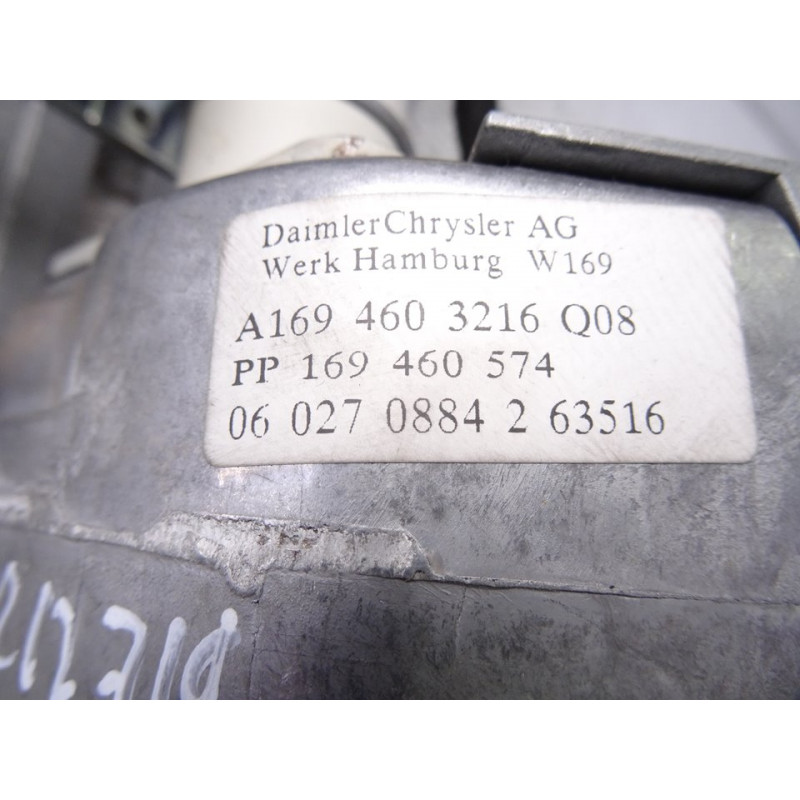 DaimlerChrysler AG
Werk Hamburg W169
A169 460 3216 Q08
PP 169 460 574
06 027 0884 2 63516